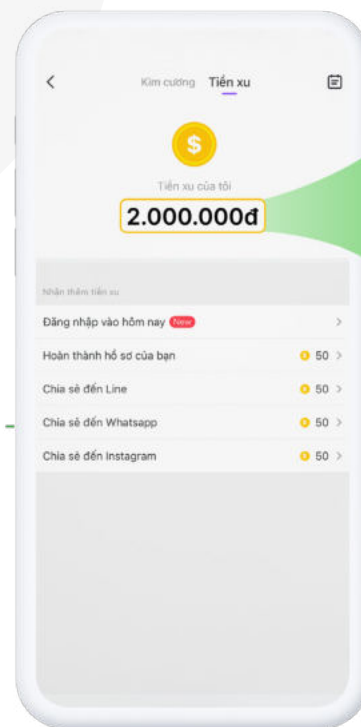 Kim cương Tiền xu
$
Tiền xu của tôi
2.000.000đ
Nhận thêm tiền xu
Đăng nhập vào hôm nay New
Hoàn thành hồ sơ của bạn 50
Chia sẻ đến Line 50
Chia sẻ đến Whatsapp 50
Chia sẻ đến Instagram 50